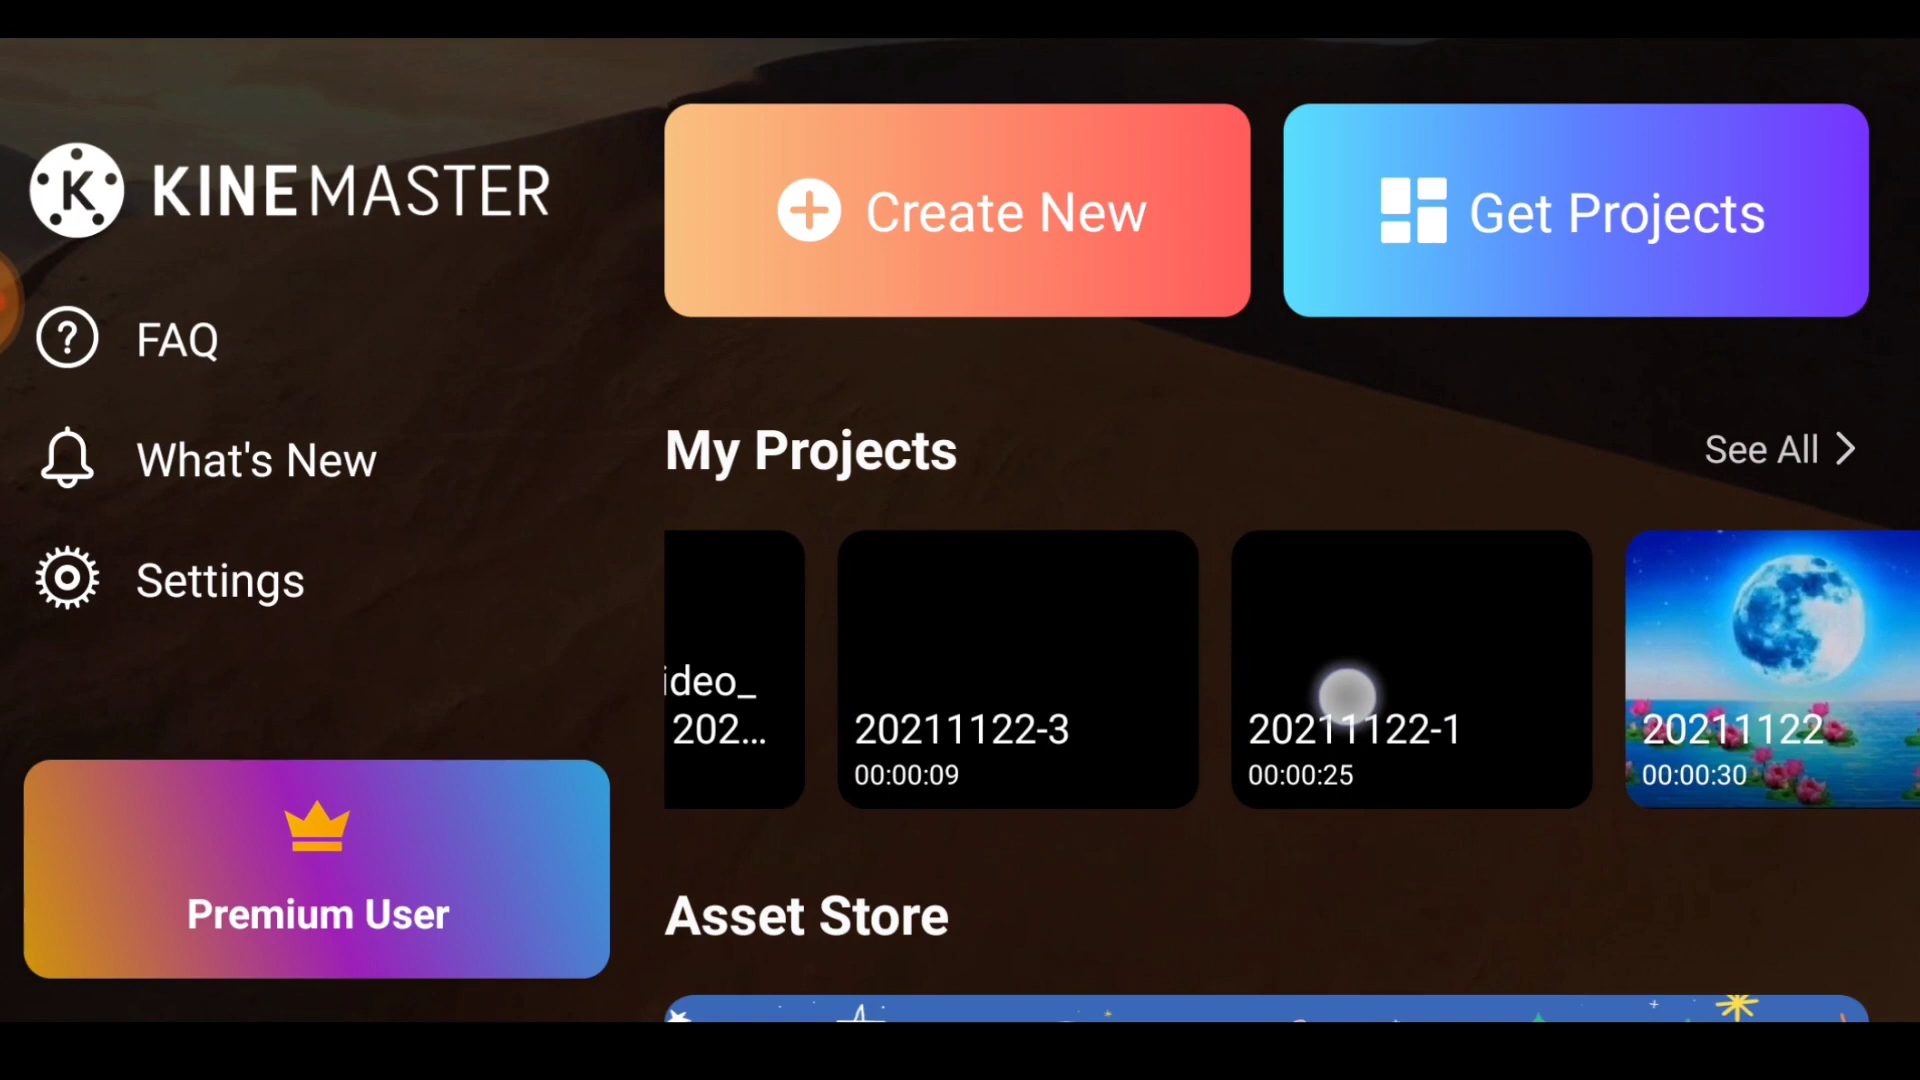 KINEMASTER
FAQ
What's New
Settings
Premium User
Create New
Get Projects
My Projects
See All
ideo_
202...
20211122-3
00:00:09
20211122-1
00:00:25
20211122
00:00:30
Asset Store